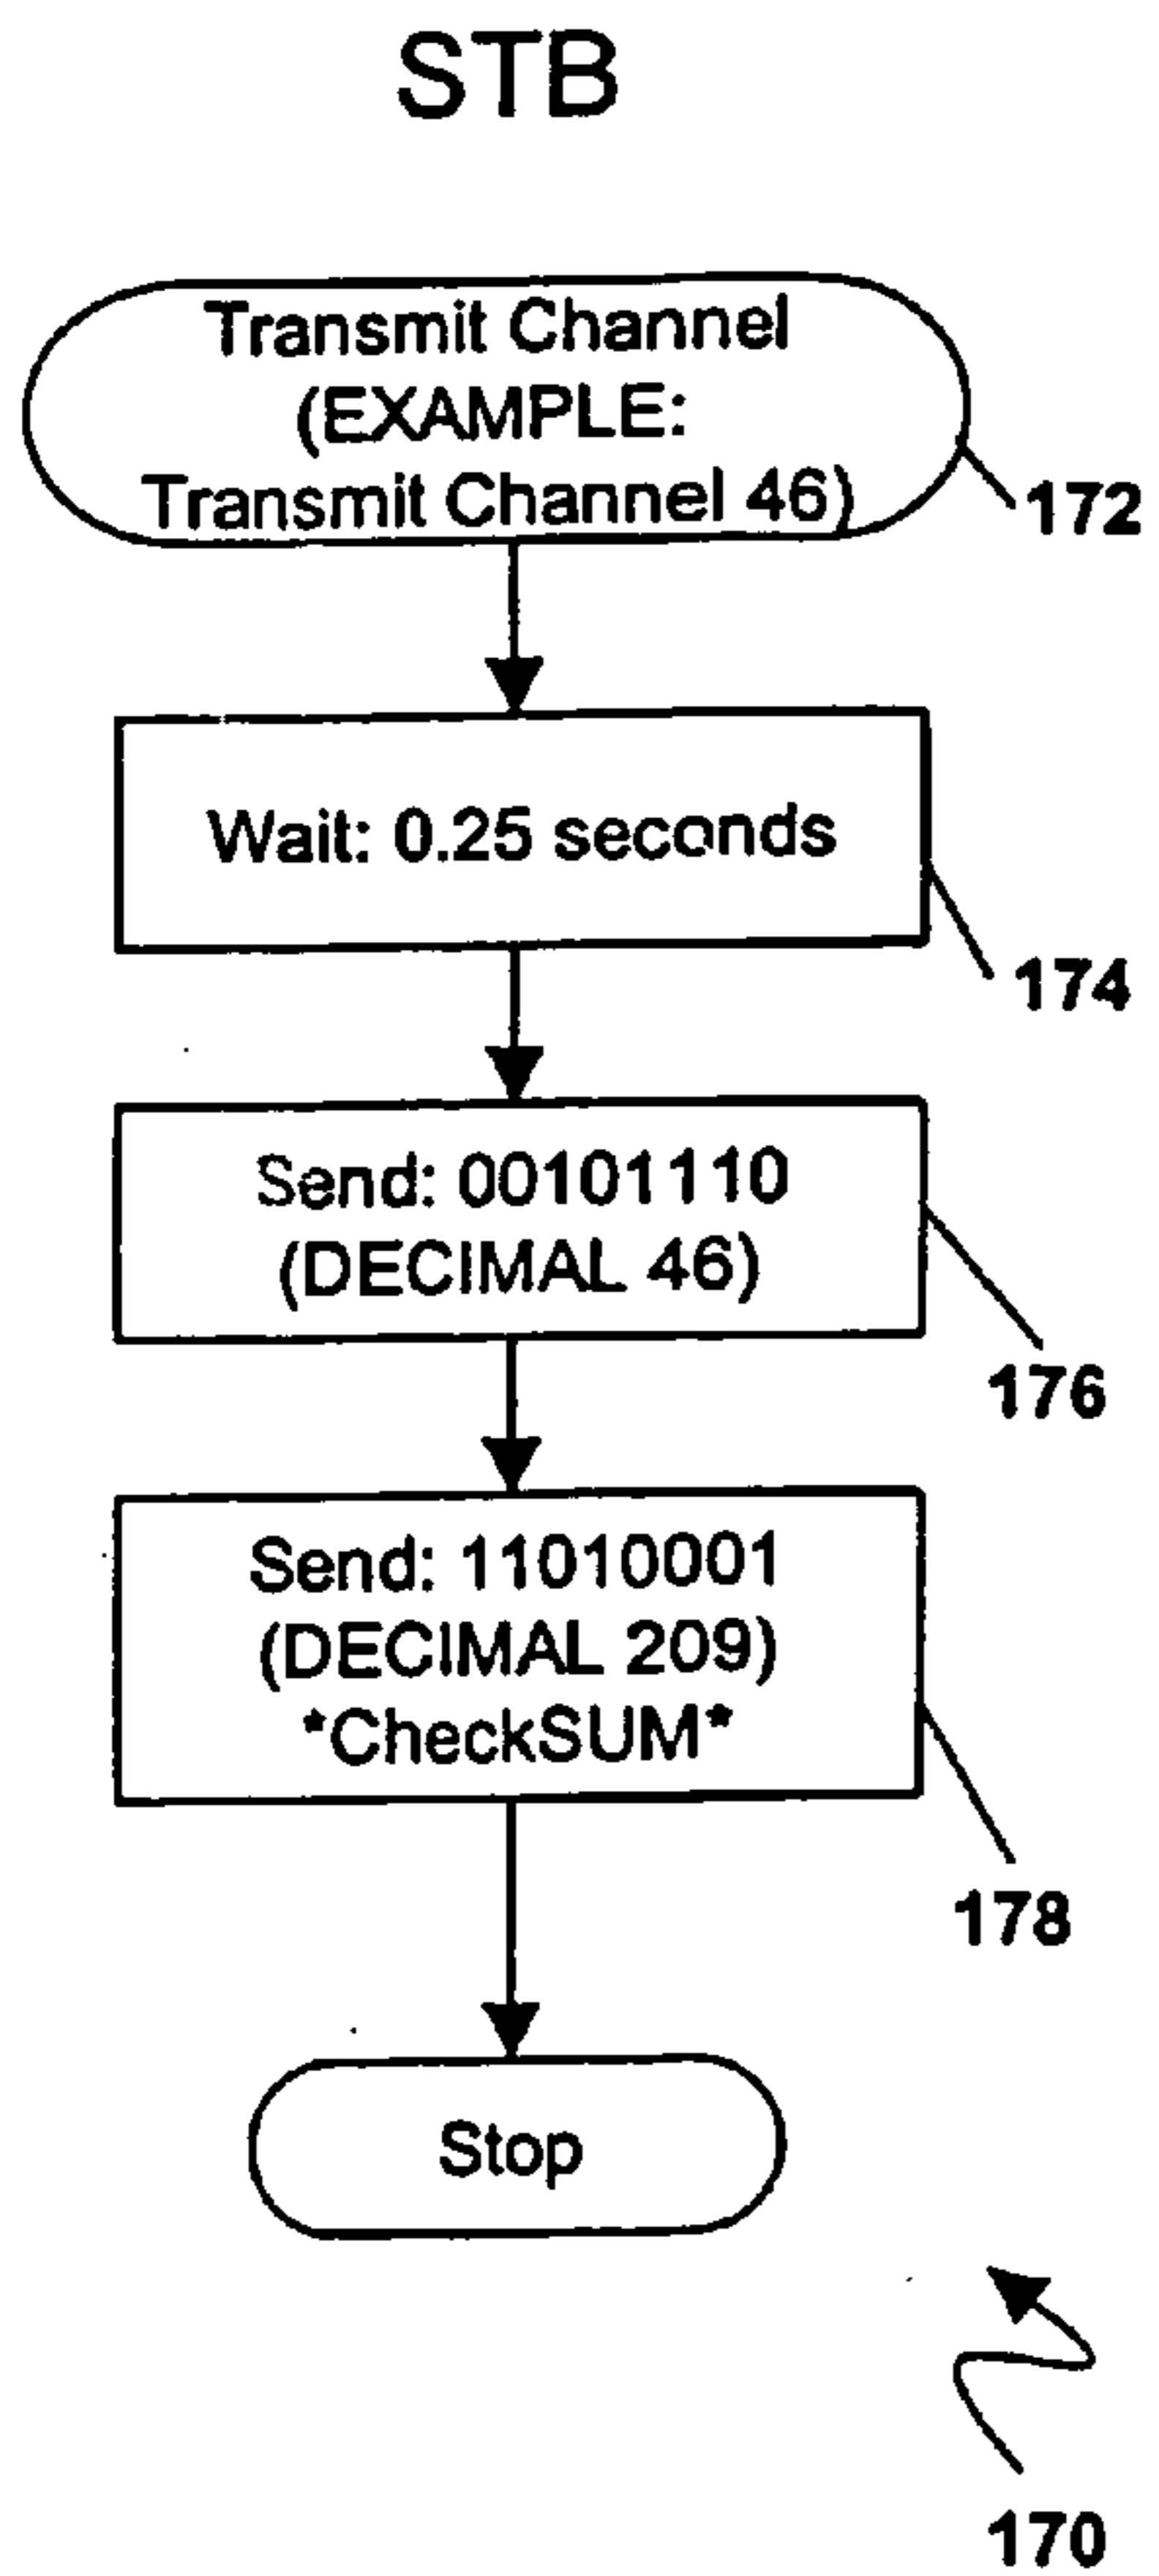 STB
Transmit Channel
(EXAMPLE:
Transmit Channel 46)
172
Wait: 0.25 seconds
174
Send: 00101110
(DECIMAL 46)
176
Send: 11010001
(DECIMAL 209)
*CheckSUM*
178
Stop
170